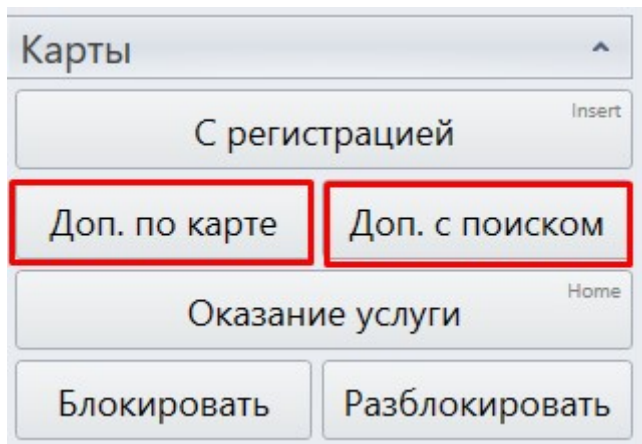 Карты
С регистрацией Insert
Доп. по карте Доп. с поиском
Оказание услуги Home
Блокировать Разблокировать